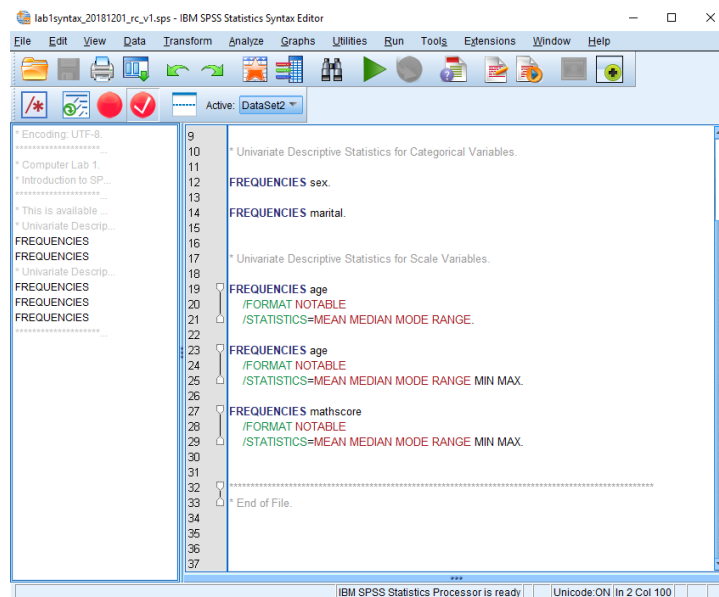 lab1syntax_20181201_rc_v1.sps - IBM SPSS Statistics Syntax Editor
File Edit View Data Transform Analyze Graphs Utilities Run Tools Extensions Window Help
Active: DataSet2
* Encoding: UTF-8.
********************...
* Computer Lab 1.
* Introduction to SP...
********************...
* This is available ...
* Univariate Descrip...
FREQUENCIES
FREQUENCIES
* Univariate Descrip...
FREQUENCIES
FREQUENCIES
FREQUENCIES
********************...
9
10 * Univariate Descriptive Statistics for Categorical Variables.
11
12 FREQUENCIES sex.
13
14 FREQUENCIES marital.
15
16
17 * Univariate Descriptive Statistics for Scale Variables.
18
19 FREQUENCIES age
20 /FORMAT NOTABLE
21 /STATISTICS=MEAN MEDIAN MODE RANGE.
22
23 FREQUENCIES age
24 /FORMAT NOTABLE
25 /STATISTICS=MEAN MEDIAN MODE RANGE MIN MAX.
26
27 FREQUENCIES mathscore
28 /FORMAT NOTABLE
29 /STATISTICS=MEAN MEDIAN MODE RANGE MIN MAX.
30
31
32 ****************************************************************************************************
33 * End of File.
34
35
36
37
IBM SPSS Statistics Processor is ready Unicode:ON In 2 Col 100